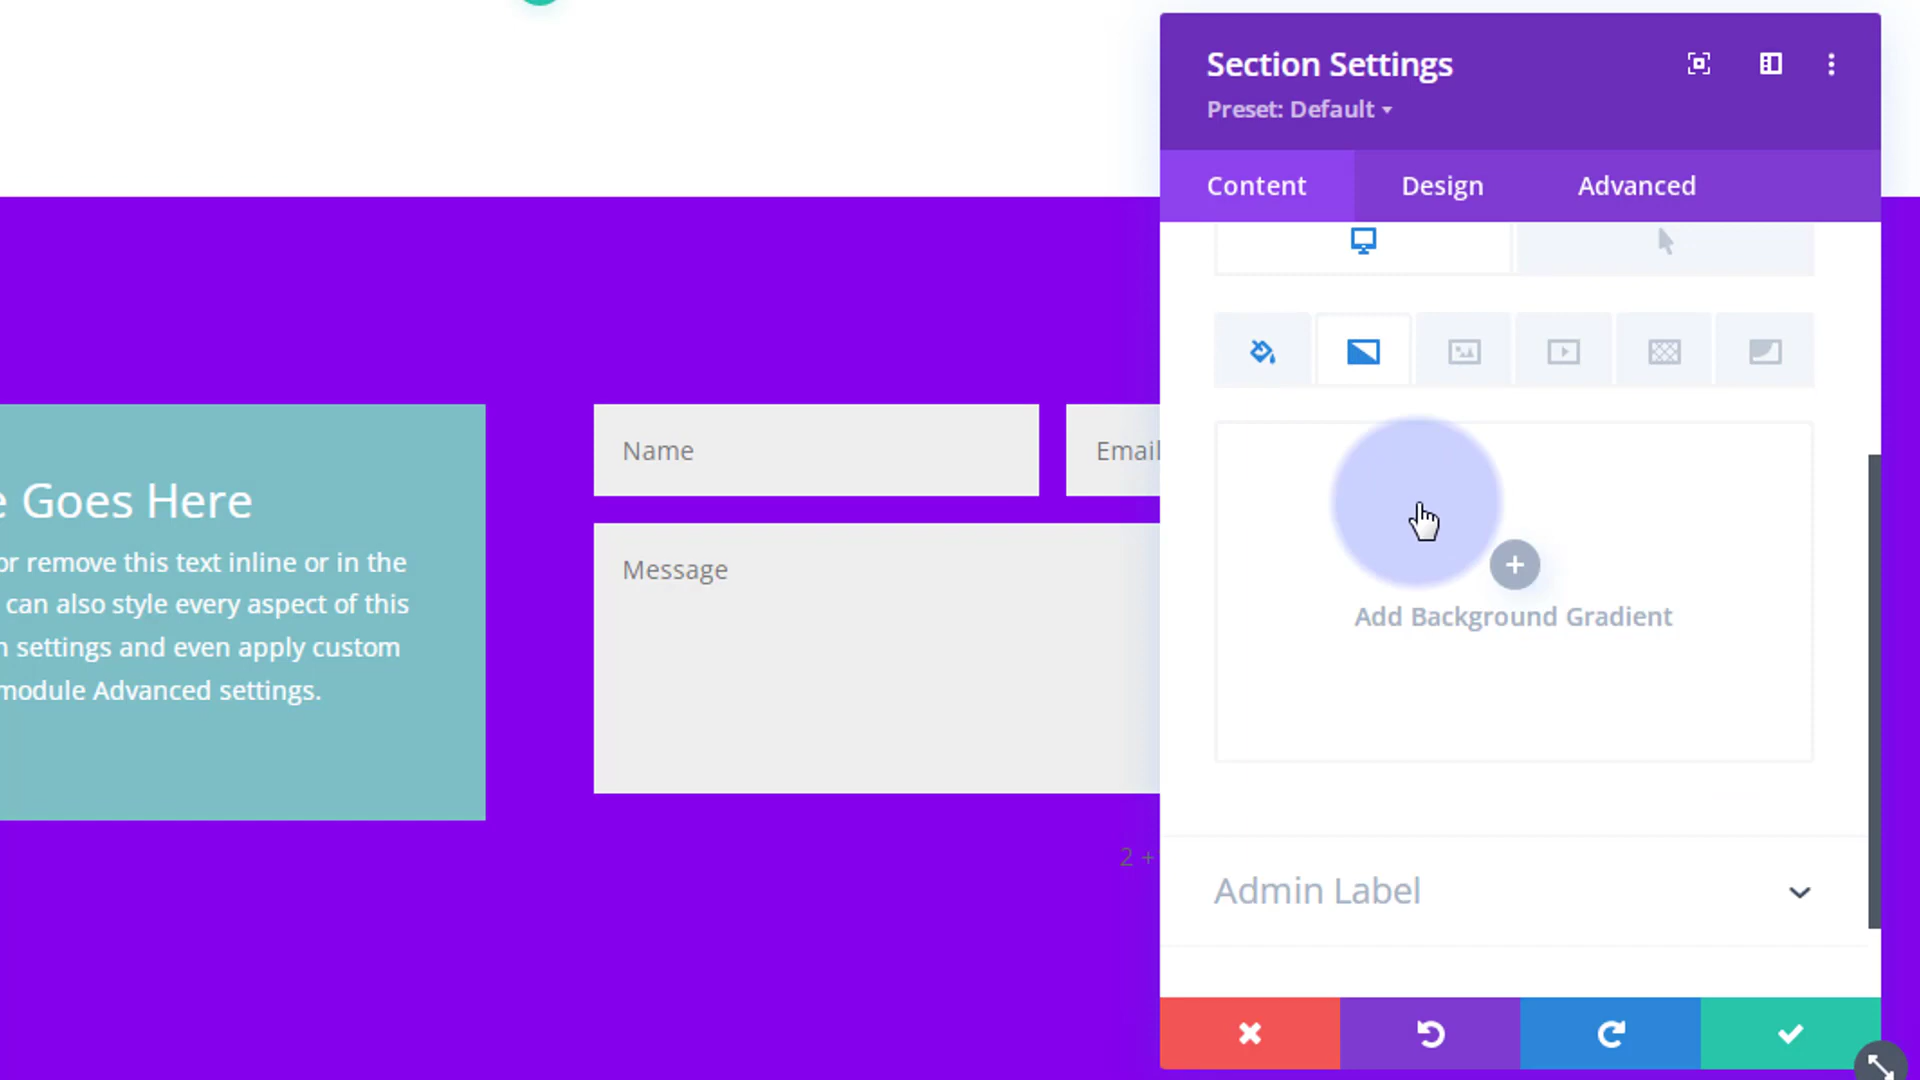 Section Settings
Preset: Default
Content
Design
Advanced
Name
Email
e Goes Here
or remove this text inline or in the
can also style every aspect of this
n settings and even apply custom
module Advanced settings.
Message
Add Background Gradient
2 +
Admin Label